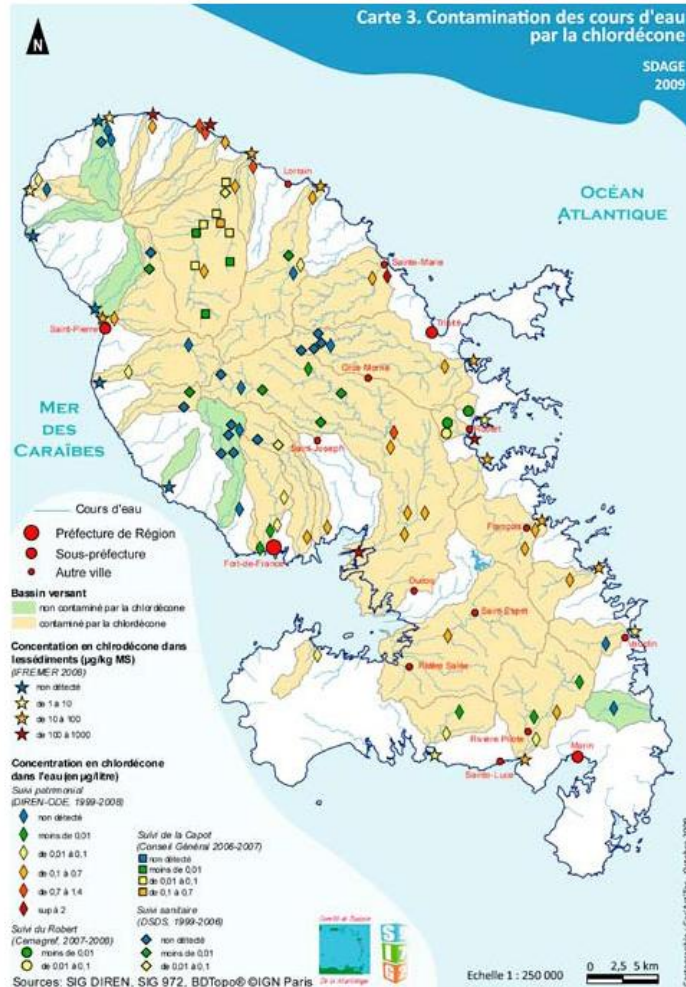 Carte 3. Contamination des cours d'eau
par la chlordécone
SDAGE
2009
N
OCÉAN
ATLANTIQUE
MER
DES
CARAÏBES
Lorrain
Sainte-Marie
Trinité
Saint-Pierre
Gros Morne
Robert
Saint-Joseph
Fort-de-France
François
Ducos
Saint-Esprit
Vauclin
Rivière Salée
Rivière Pilote
Marin
Sainte-Luce
Cours d'eau
Préfecture de Région
Sous-préfecture
Autre ville
Bassin versant
non contaminé par la chlordécone
contaminé par la chlordécone
Concentation en chlrodécone dans
lessédiments (µg/kg MS)
(IFREMER 2008)
non détecté
de 1 à 10
de 10 à 100
de 100 à 1000
Concentration en chlordécone
dans l'eau(en µg/litre)
Suivi patrimonial
(DIREN-ODE, 1999-2008)
non détecté
moins de 0,01
de 0,01 à 0,1
de 0,1 à 0,7
de 0,7 à 1,4
sup à 2
Suivi de la Capot
(Conseil Général 2006-2007)
non détecté
moins de 0,01
de 0,01 à 0,1
de 0,1 à 0,7
Suivi du Robert
(Cemagref, 2007-2008)
moins de 0,01
de 0,01 à 0,1
Suivi sanitaire
(DSDS, 1999-2006)
non détecté
moins de 0,01
de 0,01 à 0,1
Echelle 1 : 250 000
0 2,5 5 km
Sources: SIG DIREN, SIG 972, BDTopo® ©IGN Paris